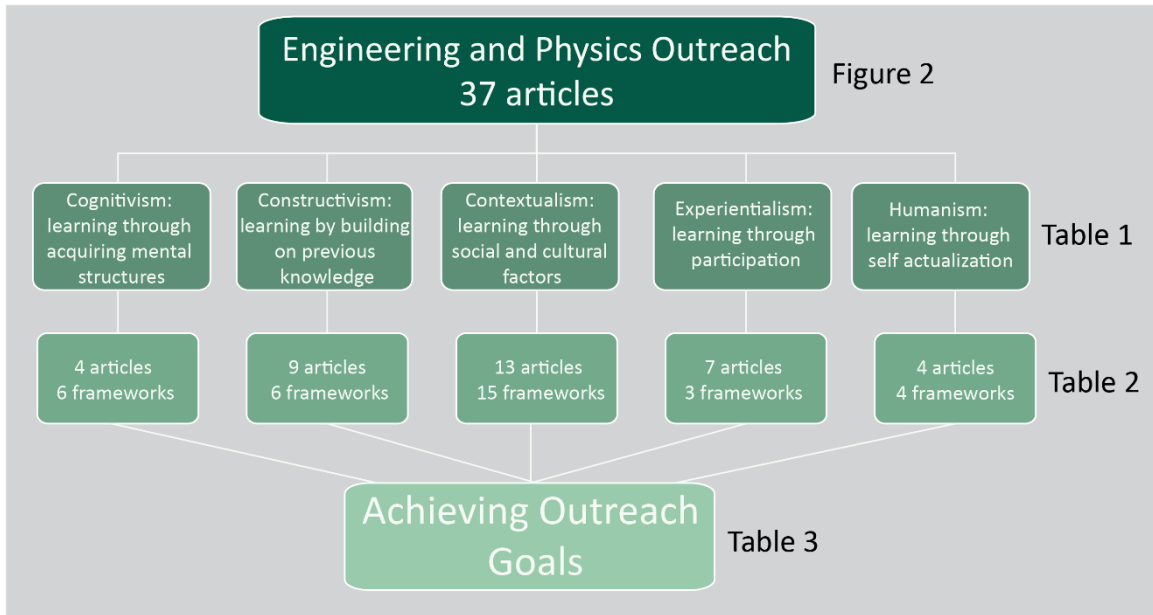 Engineering and Physics Outreach
37 articles
Figure 2
Cognitivism:
learning through
acquiring mental
structures
Constructivism:
learning by building
on previous
knowledge
Contextualism:
learning through
social and cultural
factors
Experientialism:
learning through
participation
Humanism:
learning through
self actualization
Table 1
4 articles
6 frameworks
9 articles
6 frameworks
13 articles
15 frameworks
7 articles
3 frameworks
4 articles
4 frameworks
Table 2
Achieving Outreach
Goals
Table 3